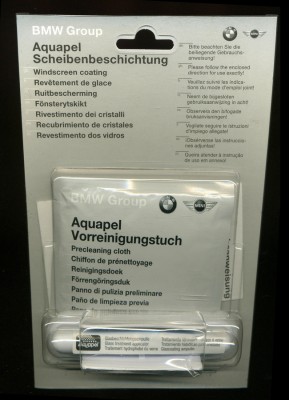 BMW Group
Aquapel
Scheibenbeschichtung
Windscreen coating
Revêtement de glace
Ruitbescherming
Fönsterytskikt
Rivestimento dei cristalli
Recubrimiento de cristales
Revestimento dos vidros
Bitte beachten Sie die
beiliegende Gebrauchs-
anweisung!
Please follow the enclosed
direction for use exactly!
Veuillez suivre les indica-
tions du mode d'emploi
Neem de bijgesloten
gebruiksaanwijzing in acht!
Observera den bifogade
bruksanvisningen!
Vogliate seguire le istruzioni
d'impiego allegate!
Obsérvense las instruccio-
nes adjuntas!
Queira atender à instrução
de uso em anexo!
BMW Group
MINI
Aquapel
Vorreinigungstuch
Precleaning cloth
Chiffon de prénettoyage
Reinigingsdoek
Förrengöringsduk
Panno di pulizia preliminare
Paño de limpieza previa
aquapel